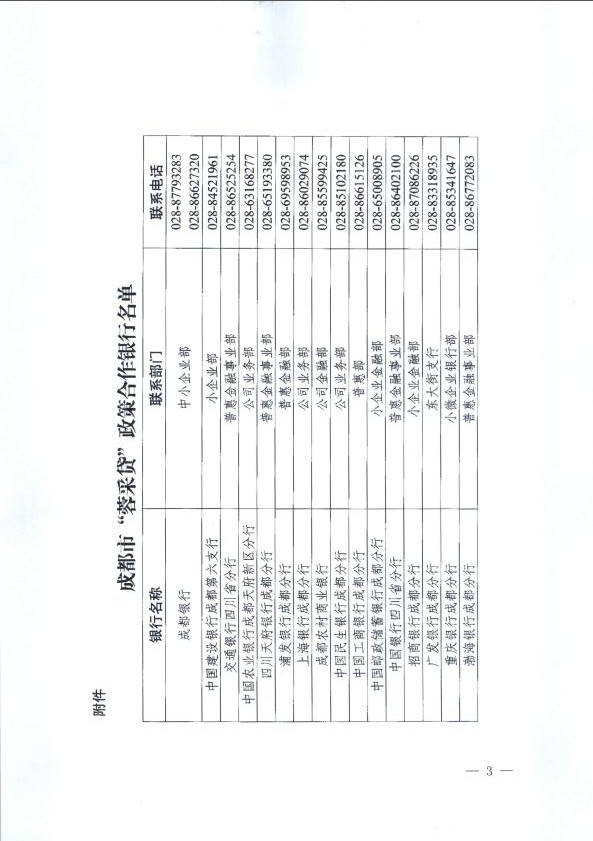 附件
成都市“蓉采贷”政策合作银行名单
银行名称 联系部门 联系电话
成都银行 中小企业部 028-87793283
028-86627320
中国建设银行成都第六支行 小企业部 028-84521961
交通银行四川省分行 普惠金融事业部 028-86525254
中国农业银行成都天府新区分行 公司业务部 028-63168277
四川天府银行成都分行 普惠金融事业部 028-65193380
浦发银行成都分行 普惠金融部 028-69598953
上海银行成都分行 公司业务部 028-86029074
成都农村商业银行 公司金融部 028-85599425
中国民生银行成都分行 公司业务部 028-85102180
中国工商银行成都分行 普惠部 028-86615126
中国邮政储蓄银行成都分行 小企业金融部 028-65008905
中国银行四川省分行 普惠金融事业部 028-86402100
招商银行成都分行 小企业金融部 028-87086226
广发银行成都分行 东大街支行 028-83318935
重庆银行成都分行 小微企业银行部 028-85341647
渤海银行成都分行 普惠金融事业部 028-86772083
— 3 —